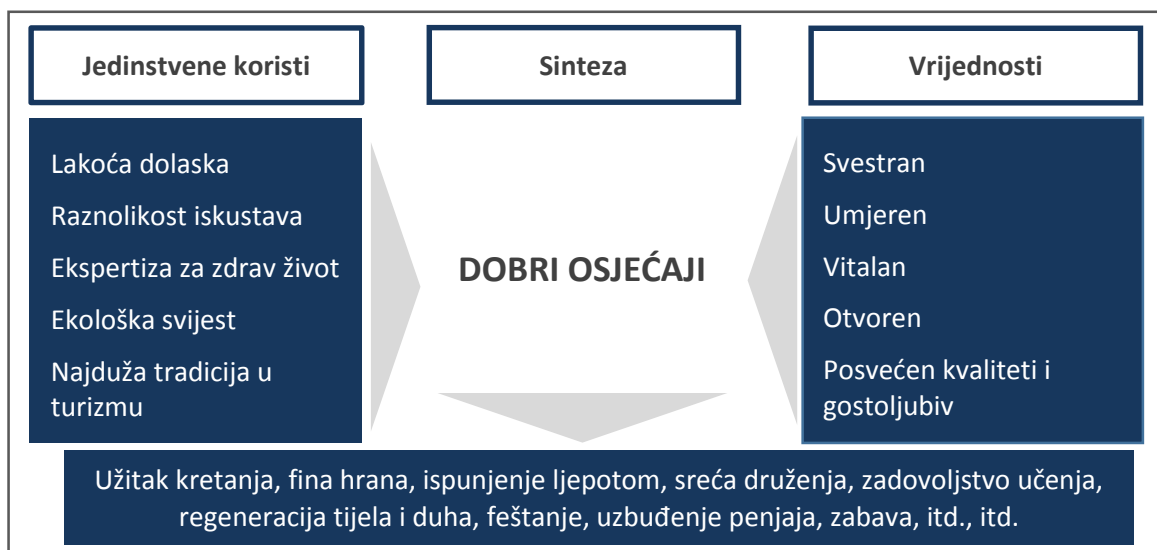 Jedinstvene koristi
Sinteza
Vrijednosti
Lakoća dolaska
Raznolikost iskustava
Ekspertiza za zdrav život
Ekološka svijest
Najduža tradicija u
turizmu
DOBRI OSJEĆAJI
Svestran
Umjeren
Vitalan
Otvoren
Posvećen kvaliteti i
gostoljubiv
Užitak kretanja, fina hrana, ispunjenje ljepotom, sreća druženja, zadovoljstvo učenja,
regeneracija tijela i duha, feštanje, uzbuđenje penjaja, zabava, itd., itd.